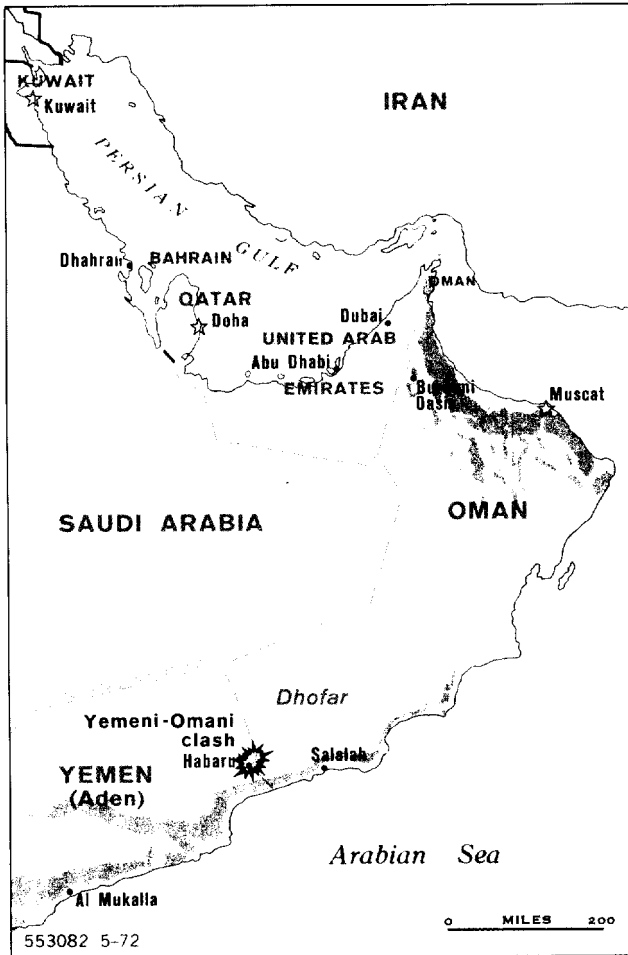 KUWAIT
Kuwait
IRAN
PERSIAN
GULF
Dhahran
BAHRAIN
QATAR
Doha
OMAN
Dubai
UNITED ARAB
Abu Dhabi
EMIRATES
Muscat
SAUDI ARABIA
OMAN
Dhofar
Yemeni-Omani
clash
Habarut
Salalah
YEMEN
(Aden)
Arabian Sea
Al Mukalla
0 MILES 200
553082 5-72